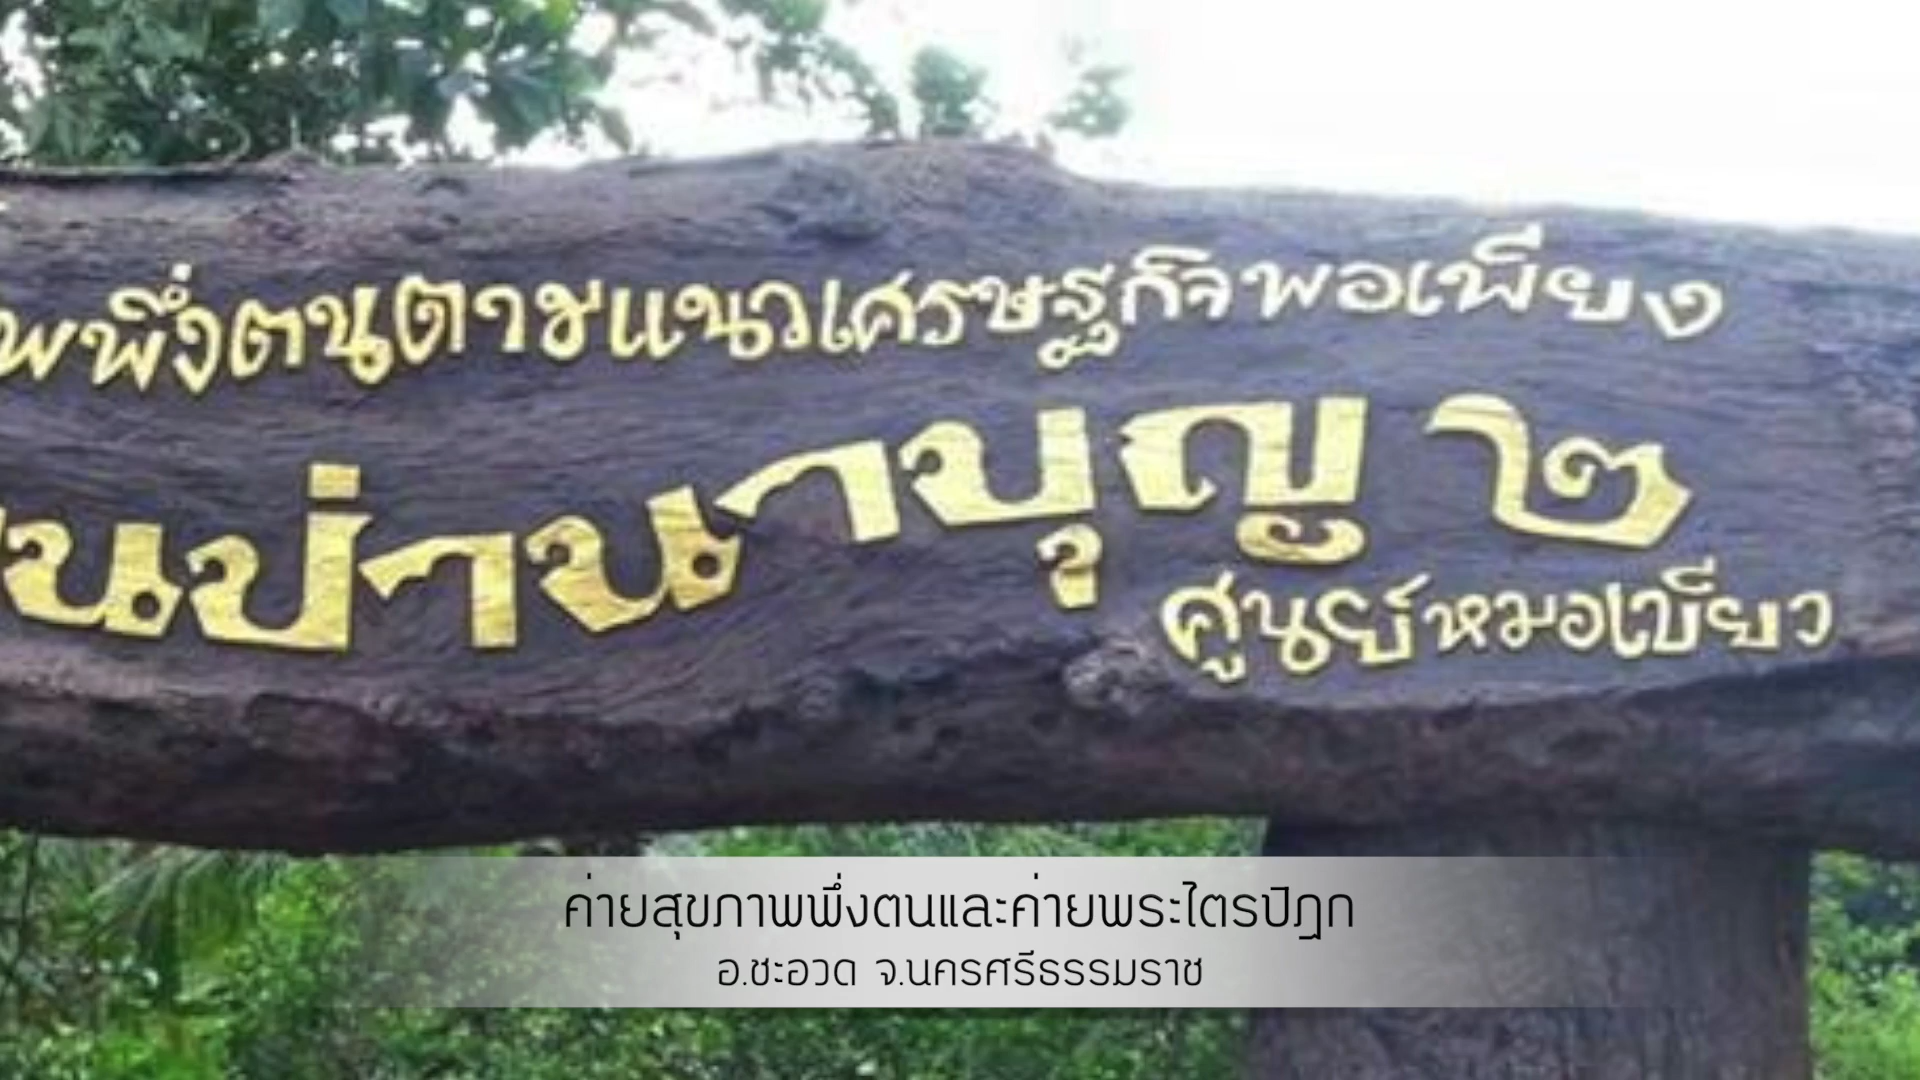 พึ่งตนตามแนวเศรษฐกิจพอเพียง
สวนป่านาบุญ ๒
ศูนย์หมอเขียว
ค่ายสุขภาพพึ่งตนและค่ายพระไตรปิฎก
อ.ชะอวด จ.นครศรีธรรมราช